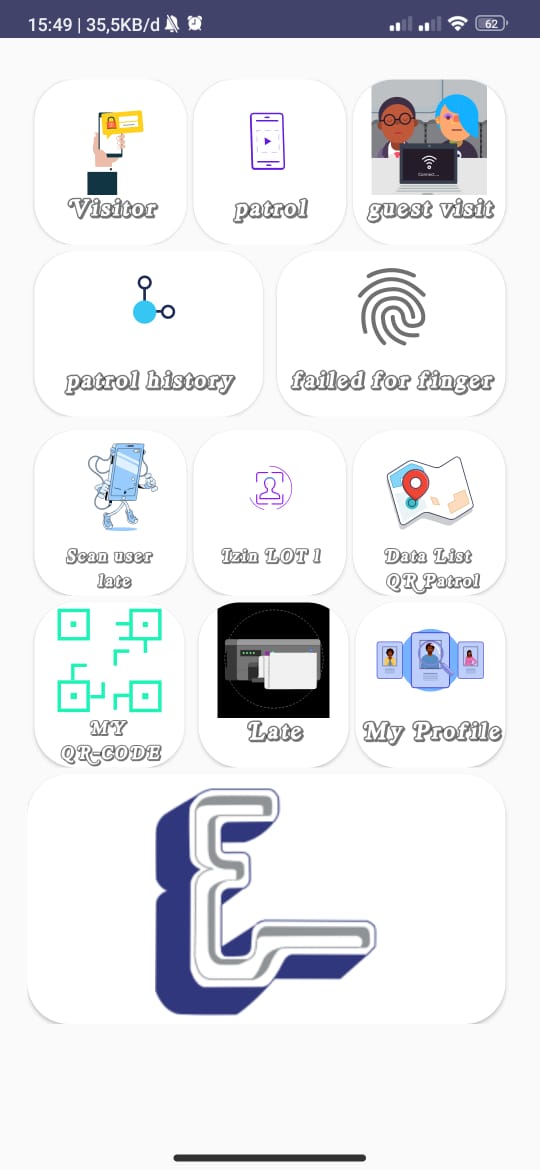 15:49 | 35,5KB/d
62
Visitor
patrol
Connect...
guest visit
patrol history
failed for finger
Scan user
late
Izin LOT 1
Data List
QR Patrol
MY
QR-CODE
Late
My Profile